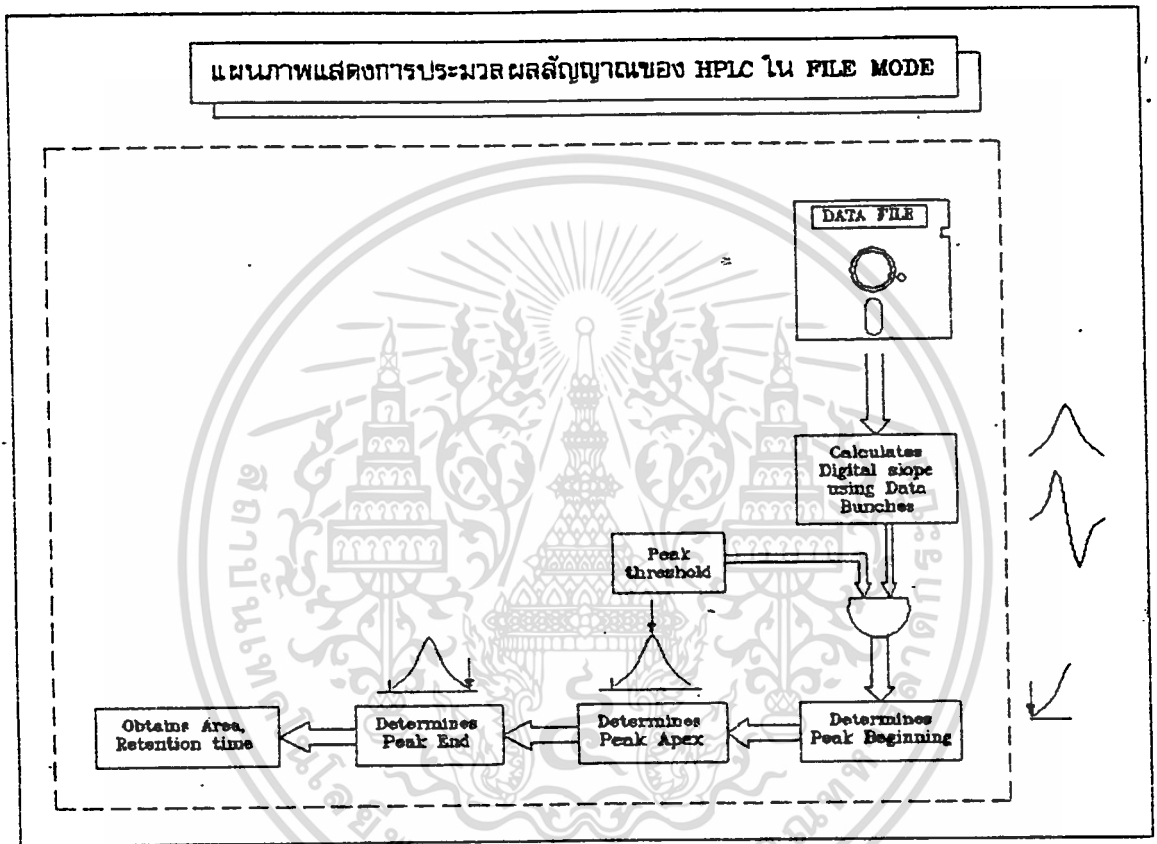 แผนภาพแสดงการประมวลผลสัญญาณของ HPLC ใน FILE MODE
DATA FILE
Calculates
Digital slope
using Data
Bunches
Peak
threshold
Determines
Peak Beginning
Determines
Peak Apex
Determines
Peak End
Obtains Area,
Retention time